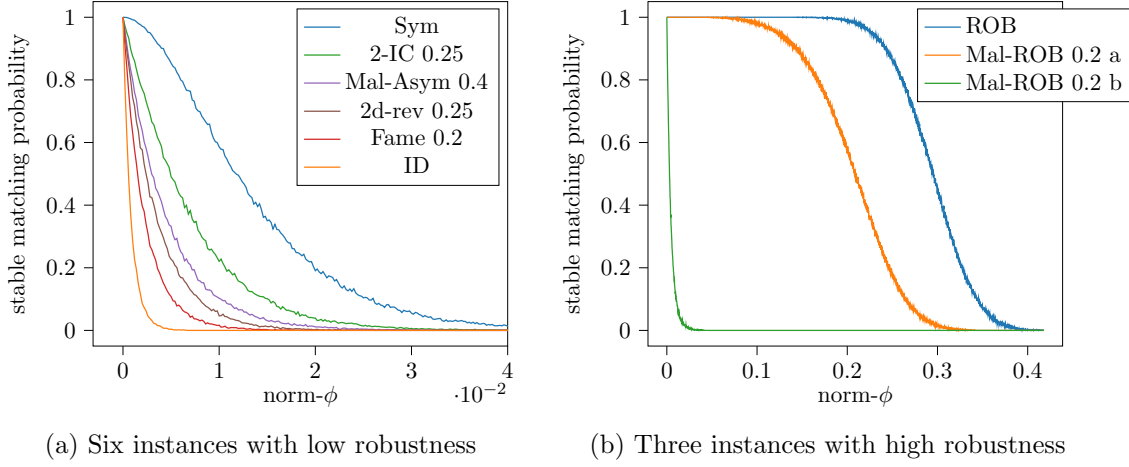 Sym
2-IC 0.25
Mal-Asym 0.4
2d-rev 0.25
Fame 0.2
ID
1
0.8
0.6
0.4
0.2
0
stable matching probability
0
1
2
3
4
·10⁻²
norm-ϕ
(a) Six instances with low robustness
ROB
Mal-ROB 0.2 a
Mal-ROB 0.2 b
1
0.8
0.6
0.4
0.2
0
stable matching probability
0
0.1
0.2
0.3
0.4
norm-ϕ
(b) Three instances with high robustness